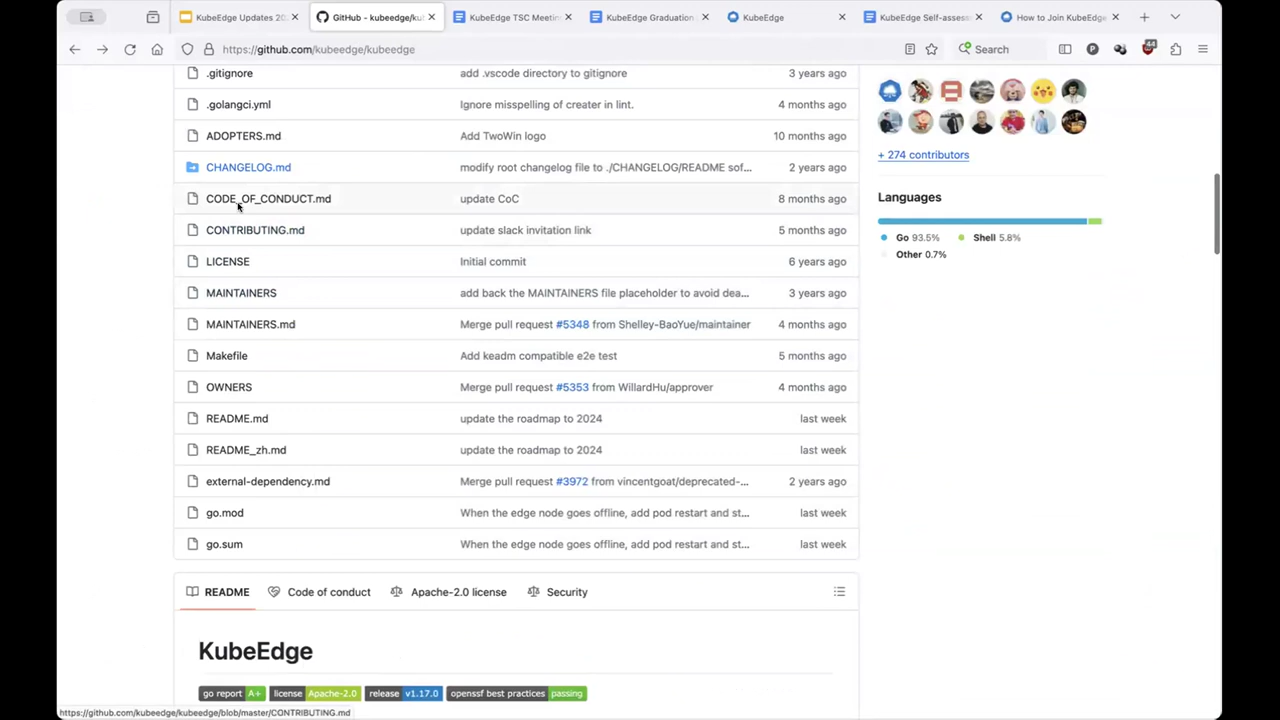 KubeEdge Updates 20
GitHub - kubeedge/ku
KubeEdge TSC Meetin
KubeEdge Graduation
KubeEdge
KubeEdge Self-assess
How to Join KubeEdge
https://github.com/kubeedge/kubeedge
Search
P
44
.gitignore add .vscode directory to gitignore 3 years ago
.golangci.yml Ignore misspelling of creater in lint. 4 months ago
ADOPTERS.md Add TwoWin logo 10 months ago
CHANGELOG.md modify root changelog file to ./CHANGELOG/README sof... 2 years ago
CODE_OF_CONDUCT.md update CoC 8 months ago
CONTRIBUTING.md update slack invitation link 5 months ago
LICENSE Initial commit 6 years ago
MAINTAINERS add back the MAINTAINERS file placeholder to avoid dea... 3 years ago
MAINTAINERS.md Merge pull request #5348 from Shelley-BaoYue/maintainer 4 months ago
Makefile Add keadm compatible e2e test 5 months ago
OWNERS Merge pull request #5353 from WillardHu/approver 4 months ago
README.md update the roadmap to 2024 last week
README_zh.md update the roadmap to 2024 last week
external-dependency.md Merge pull request #3972 from vincentgoat/deprecated-... 2 years ago
go.mod When the edge node goes offline, add pod restart and st... last week
go.sum When the edge node goes offline, add pod restart and st... last week
+ 274 contributors
Languages
Go 93.5% Shell 5.8%
Other 0.7%
README Code of conduct Apache-2.0 license Security
KubeEdge
go report A+ license Apache-2.0 release v1.17.0 openssf best practices passing
https://github.com/kubeedge/kubeedge/blob/master/CONTRIBUTING.md